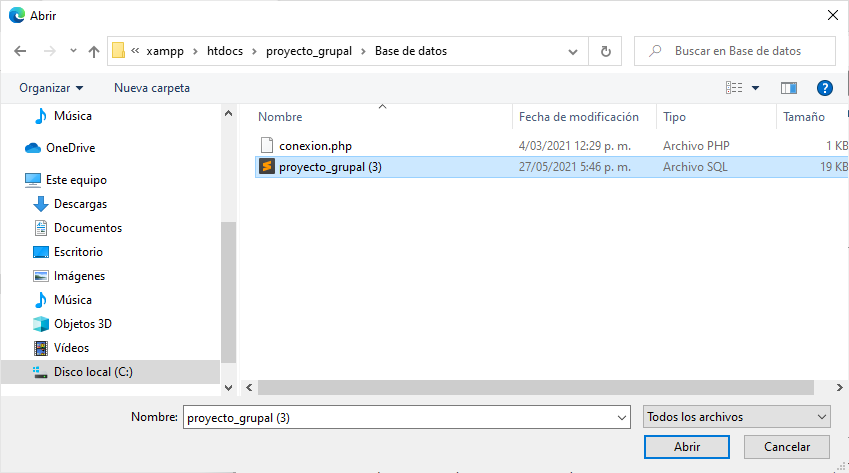 Abrir
« xampp › htdocs › proyecto_grupal › Base de datos
Buscar en Base de datos
Organizar
Nueva carpeta
?
Música
OneDrive
Este equipo
Descargas
Documentos
Escritorio
Imágenes
Música
Objetos 3D
Vídeos
Disco local (C:)
Nombre Fecha de modificación Tipo Tamaño
conexion.php 4/03/2021 12:29 p. m. Archivo PHP 1 KB
proyecto_grupal (3) 27/05/2021 5:46 p. m. Archivo SQL 19 KB
Nombre: proyecto_grupal (3) Todos los archivos
Abrir Cancelar